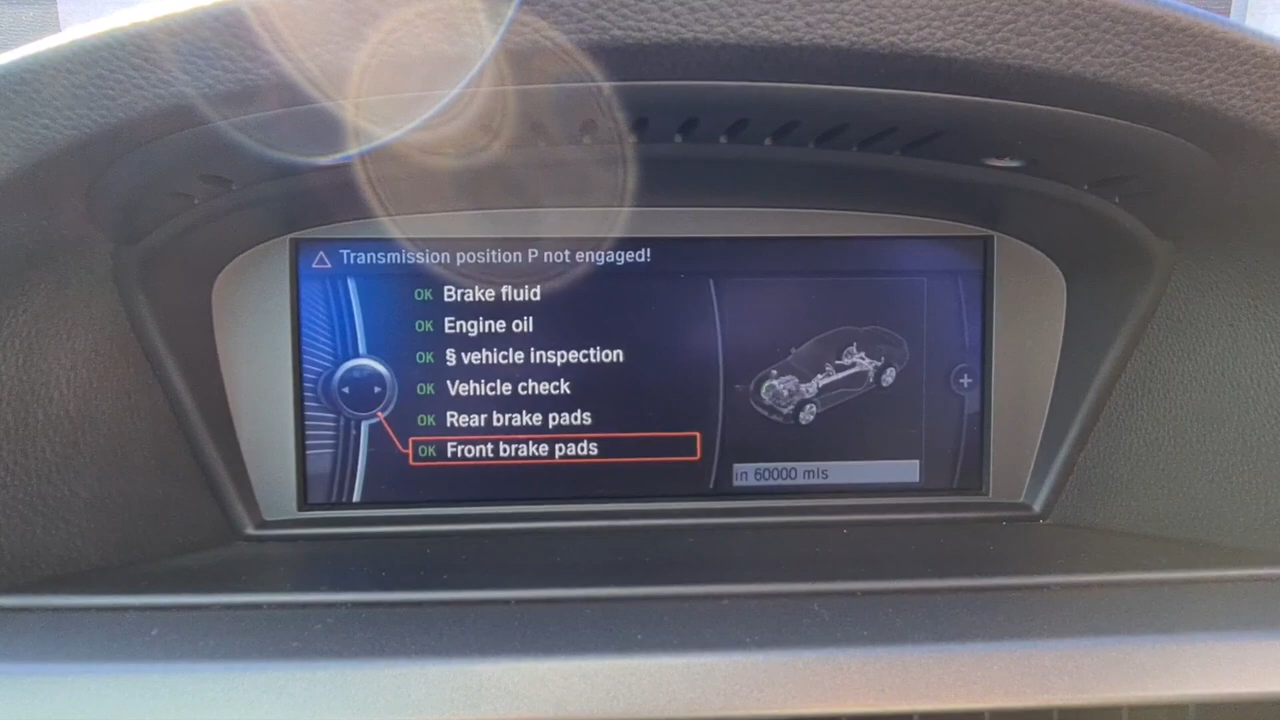 Transmission position P not engaged!
OK Brake fluid
OK Engine oil
OK § vehicle inspection
OK Vehicle check
OK Rear brake pads
OK Front brake pads
in 60000 mls